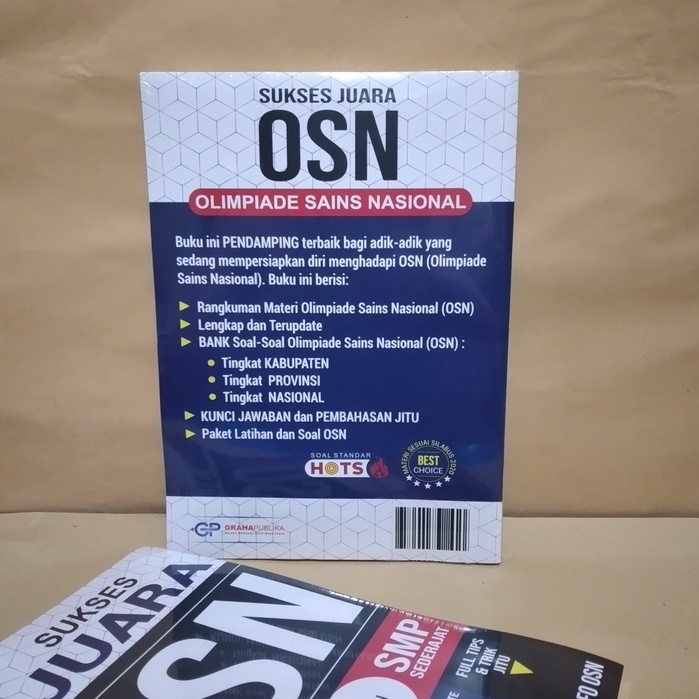 SUKSES JUARA
OSN
OLIMPIADE SAINS NASIONAL
Buku ini PENDAMPING terbaik bagi adik-adik yang
sedang mempersiapkan diri menghadapi OSN (Olimpiade
Sains Nasional). Buku ini berisi:
Rangkuman Materi Olimpiade Sains Nasional (OSN)
Lengkap dan Terupdate
BANK Soal-Soal Olimpiade Sains Nasional (OSN) :
Tingkat KABUPATEN
Tingkat PROVINSI
Tingkat NASIONAL
KUNCI JAWABAN dan PEMBAHASAN JITU
Paket Latihan dan Soal OSN
SOAL STANDAR
HOTS
MATERI SESUAI SILABUS 2020
BEST
CHOICE
GP
GRAHAPUBLIKA
SUKSES
JUARA
SN
SMP
SEDERAJAT
FULL TIPS
& TRIK
JITU
EO OSN